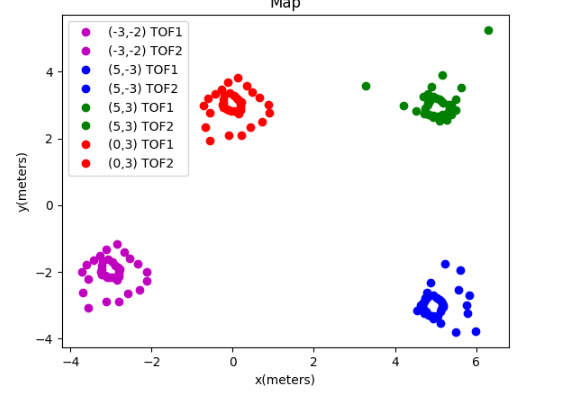 Map
(-3,-2) TOF1
(-3,-2) TOF2
(5,-3) TOF1
(5,-3) TOF2
(5,3) TOF1
(5,3) TOF2
(0,3) TOF1
(0,3) TOF2
4
2
0
−2
−4
y(meters)
−4 −2 0 2 4 6
x(meters)